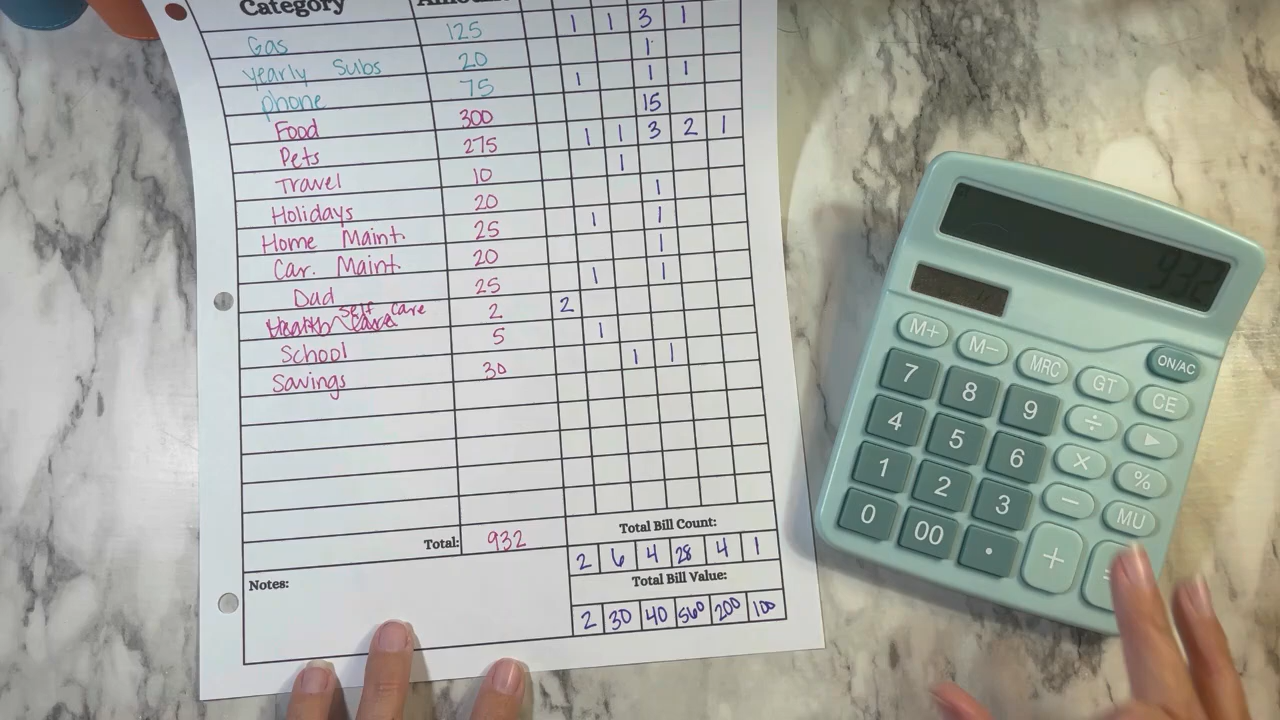 Category
Gas 125 1 1 3 1
yearly Subs 20 1
phone 75 1 1 1
Food 300 15
Pets 275 1 1 3 2 1
Travel 10 1
Holidays 20 1
Home Maint. 25 1 1
Car. Maint. 20 1
Dad 25 1 1
Health Care Self Care 2 2
School 5 1
Savings 30 1 1
Total: 932
Total Bill Count:
2 6 4 28 4 1
Notes:
Total Bill Value:
2 30 40 560 200 100
932
M+ M− MRC GT ON/AC
7 8 9 ÷ CE
4 5 6 × ▶
1 2 3 − %
0 00 • + MU
=